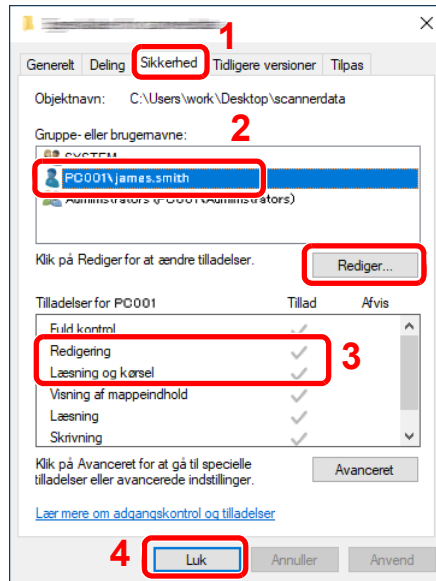 1
Generelt Deling Sikkerhed Tidligere versioner Tilpas
Objektnavn: C:\Users\work\Desktop\scannerdata
Gruppe- eller brugernavne:
2
SYSTEM
PC001\james.smith
Administrators (PC001\Administrators)
Klik på Rediger for at ændre tilladelser.
Rediger...
Tilladelser for PC001 Tillad Afvis
Fuld kontrol
Redigering
Læsning og kørsel
3
Visning af mappeindhold
Læsning
Skrivning
Klik på Avanceret for at gå til specielle
tilladelser eller avancerede indstillinger.
Avanceret
Lær mere om adgangskontrol og tilladelser
4
Luk Annuller Anvend